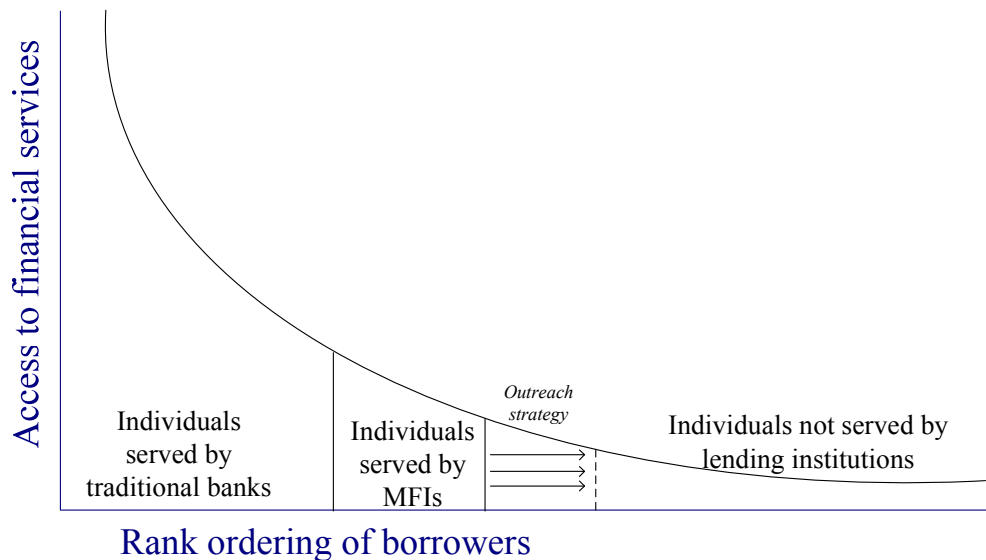 Access to financial services
Outreach
strategy
Individuals
served by
traditional banks
Individuals
served by
MFIs
Individuals not served by
lending institutions
Rank ordering of borrowers